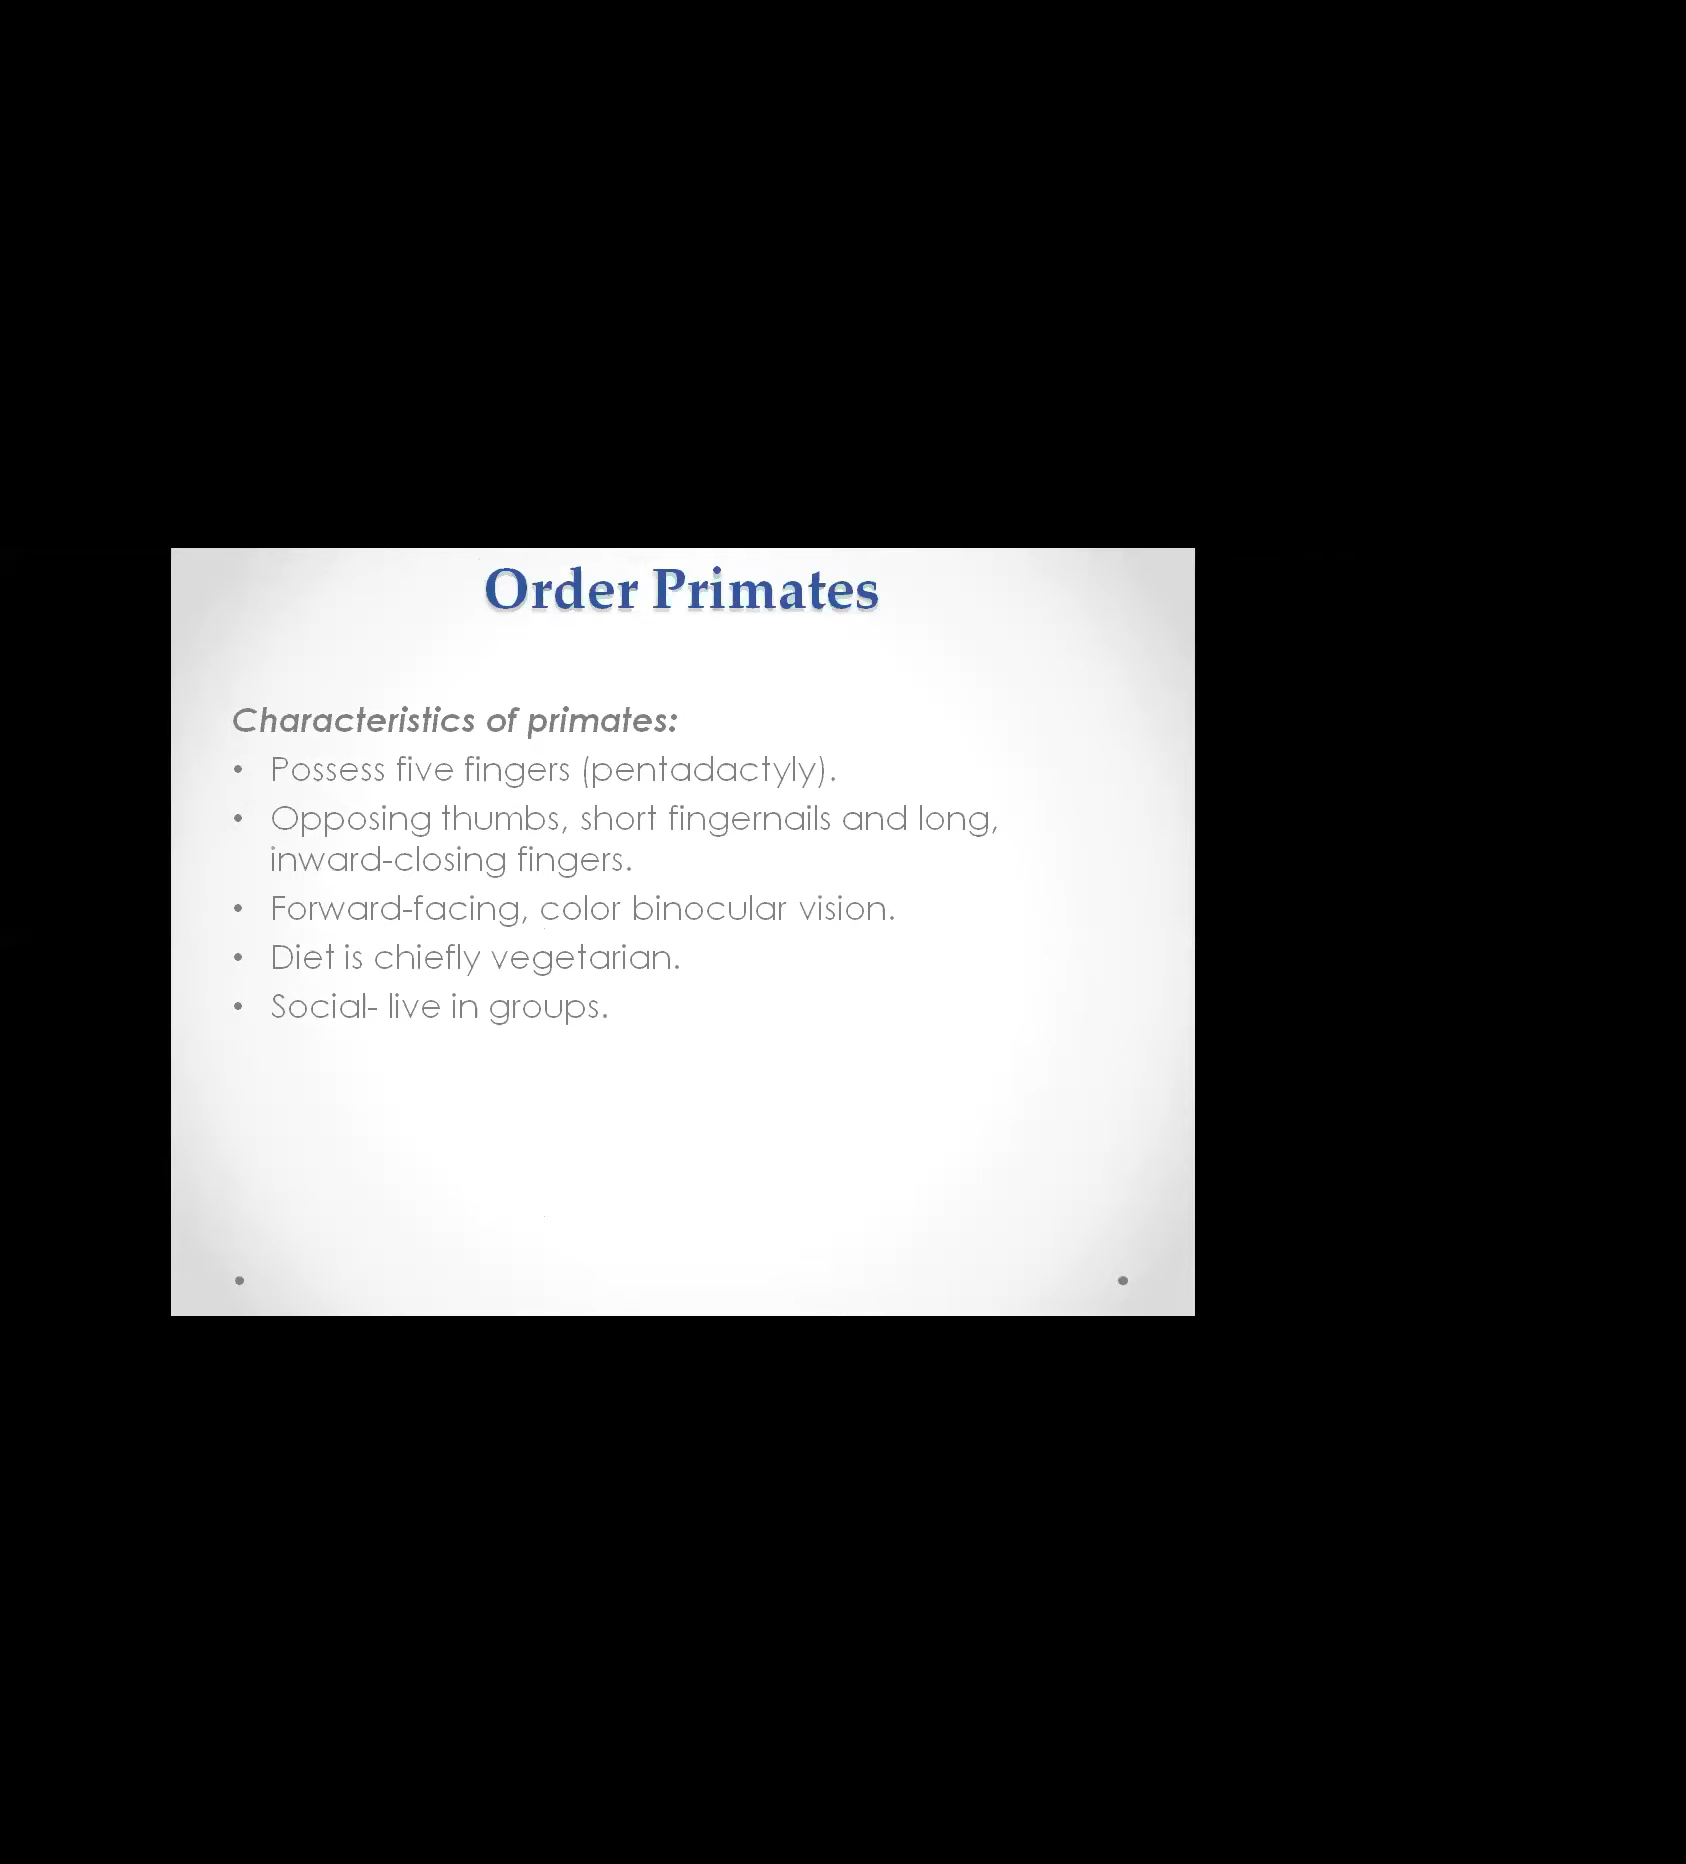 Order Primates
Characteristics of primates:
• Possess five fingers (pentadactyly).
• Opposing thumbs, short fingernails and long,
inward-closing fingers.
• Forward-facing, color binocular vision.
• Diet is chiefly vegetarian.
• Social- live in groups.